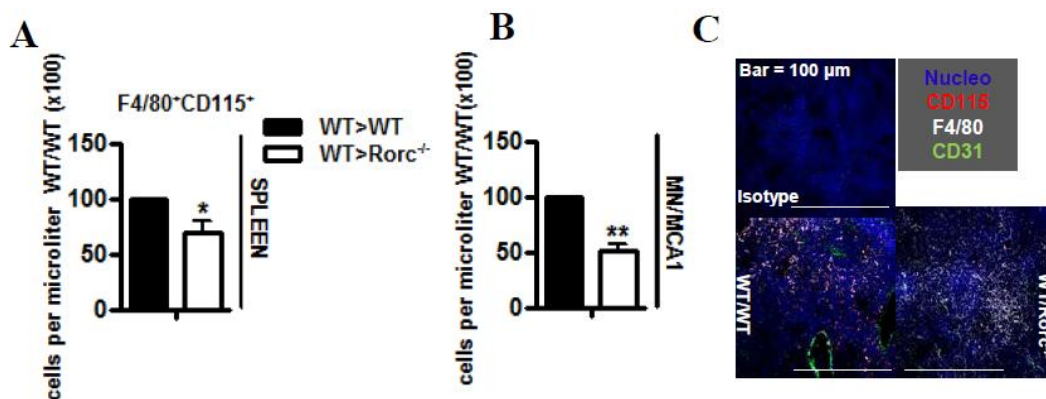 A
cells per microliter WT/WT (x100)
F4/80⁺CD115⁺
150
100
50
0
*
SPLEEN
WT>WT
WT>Rorc⁻/⁻
B
cells per microliter WT/WT(x100)
150
100
50
0
**
MN/MCA1
C
Bar = 100 µm
Isotype
Nucleo
CD115
F4/80
CD31
WT/WT
WT/Rorc⁻